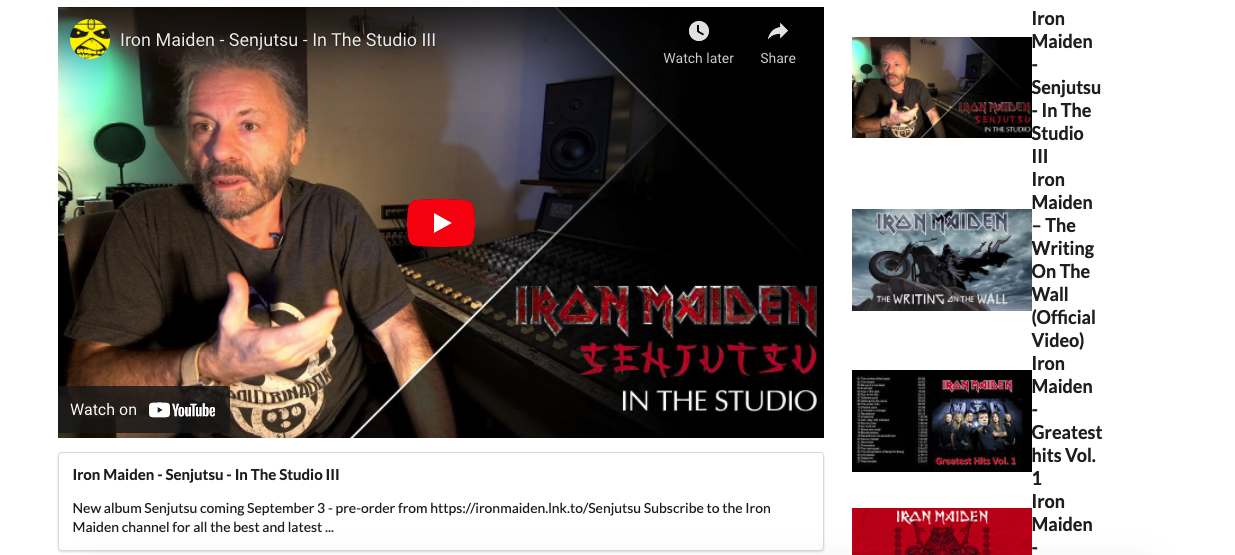 Iron Maiden - Senjutsu - In The Studio III
Watch later
Share
IRON MAIDEN
SENJUTSU
IN THE STUDIO
Watch on YouTube
Iron Maiden - Senjutsu - In The Studio III
New album Senjutsu coming September 3 - pre-order from https://ironmaiden.lnk.to/Senjutsu Subscribe to the Iron
Maiden channel for all the best and latest ...
IRON MAIDEN
SENJUTSU
IN THE STUDIO
Iron
Maiden
-
Senjutsu
- In The
Studio
III
IRON MAIDEN
THE WRITING ON THE WALL
Iron
Maiden
– The
Writing
On The
Wall
(Official
Video)
IRON MAIDEN
Greatest Hits Vol. 1
Iron
Maiden
-
Greatest
hits Vol.
1
IRON MAIDEN
Iron
Maiden
-